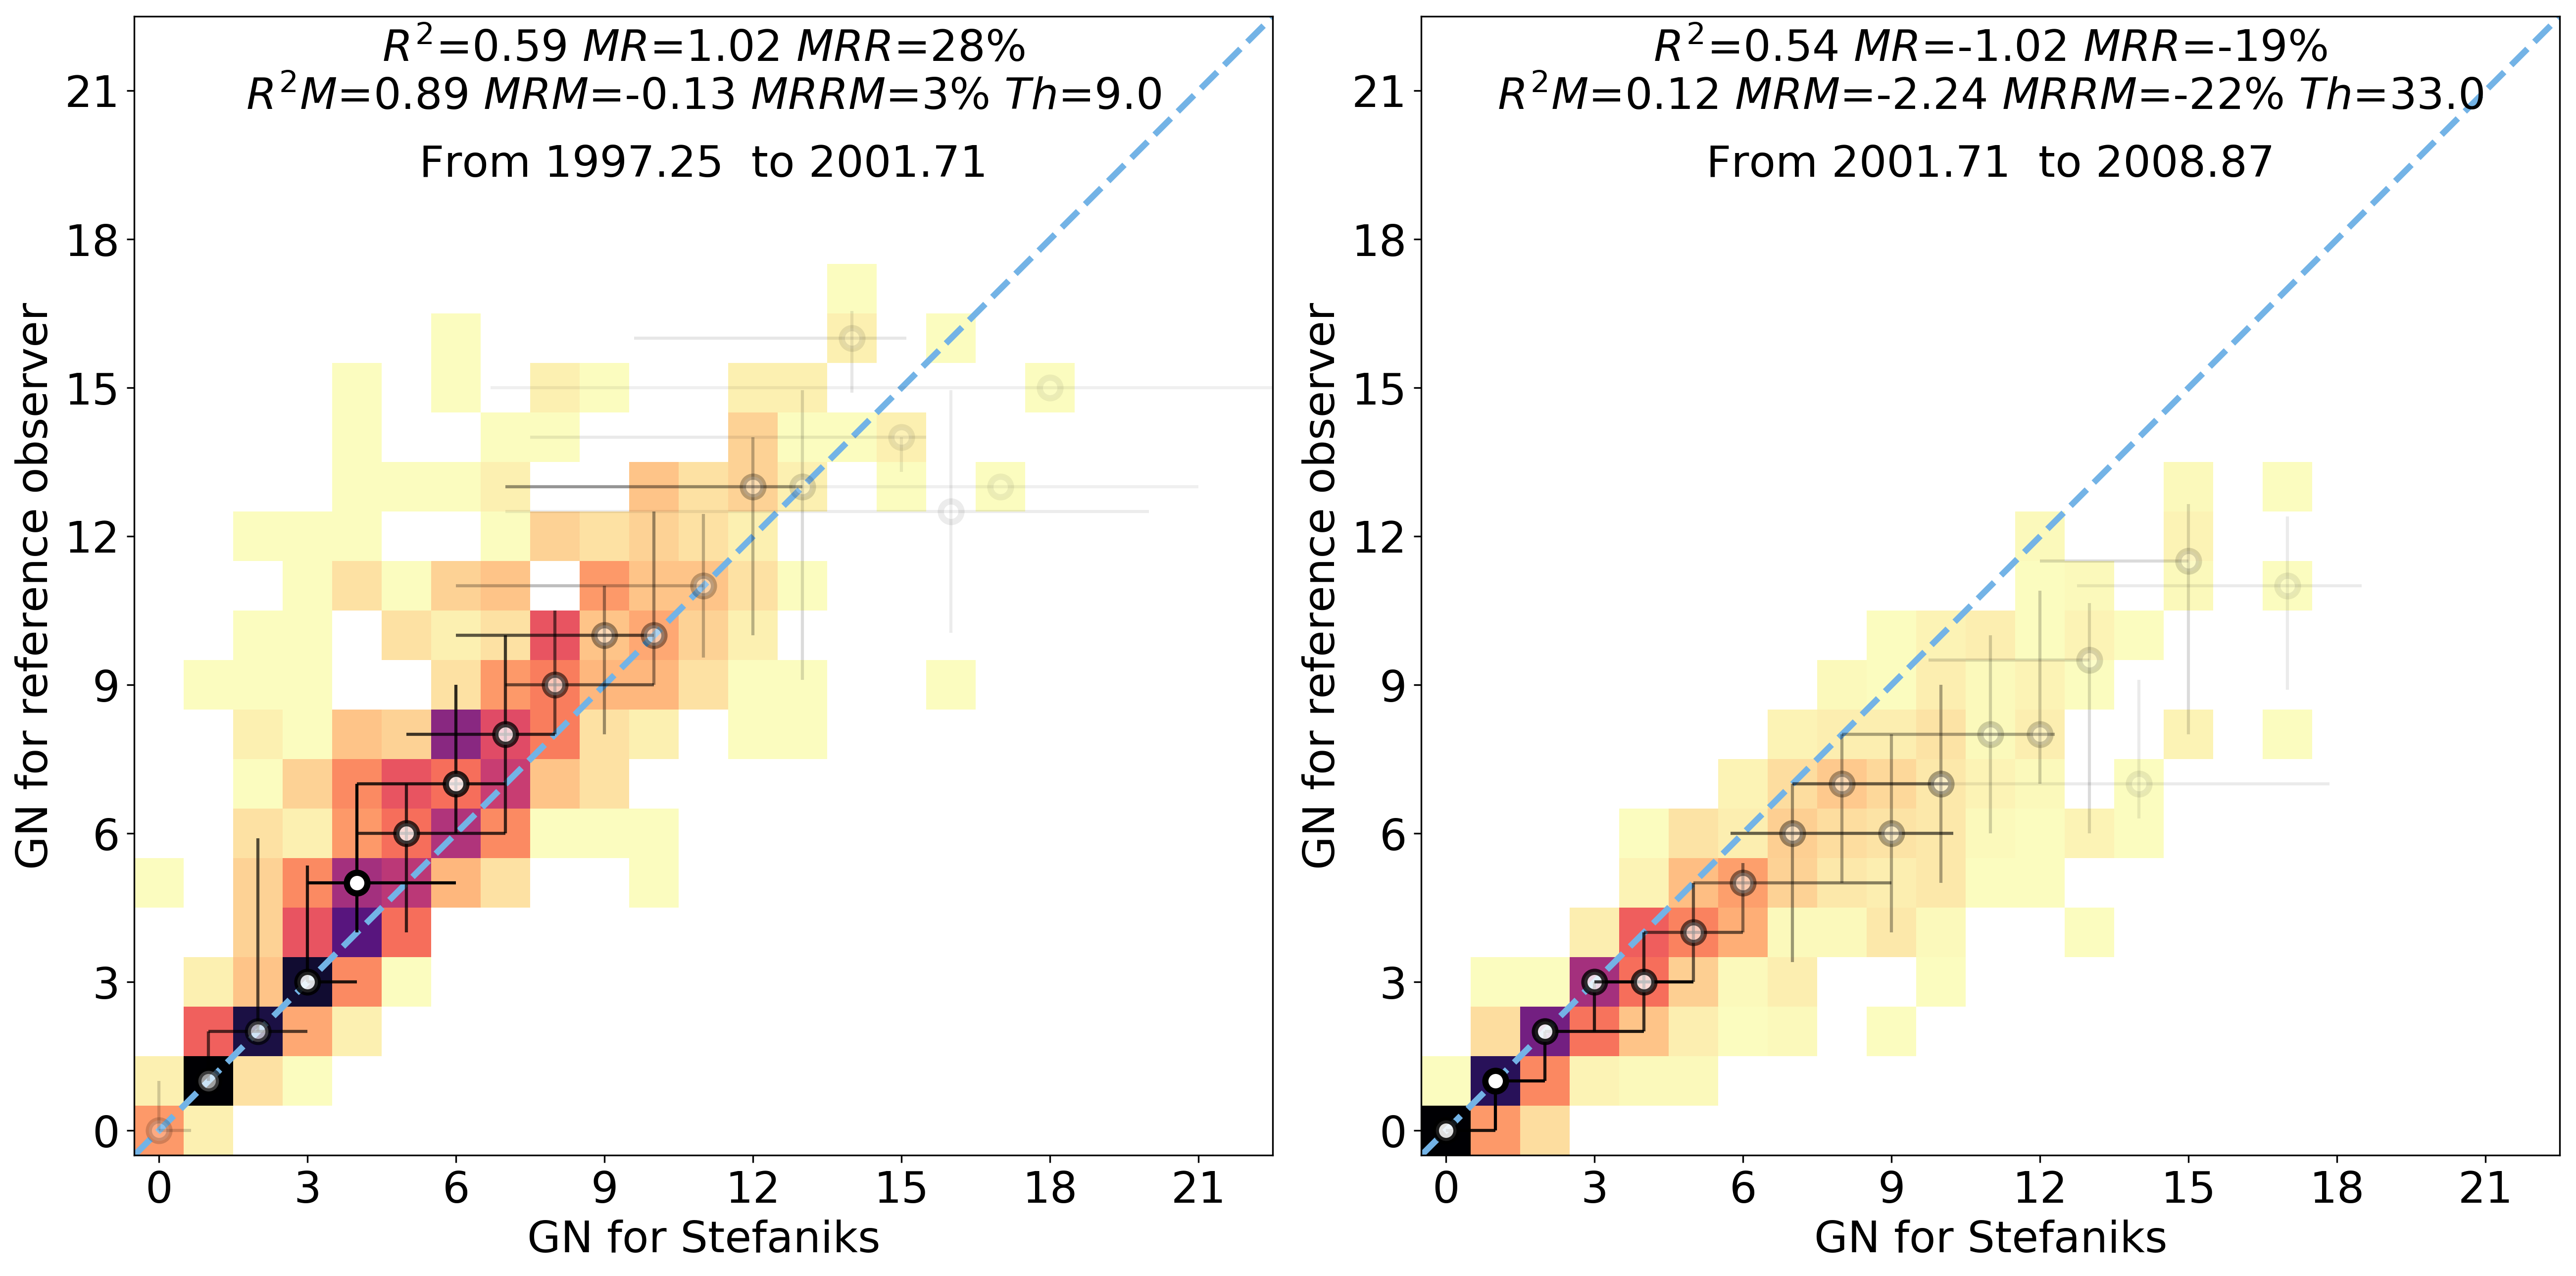 R²=0.59 MR=1.02 MRR=28%
R²M=0.89 MRM=-0.13 MRRM=3% Th=9.0
From 1997.25 to 2001.71
GN for reference observer
21
18
15
12
9
6
3
0
0 3 6 9 12 15 18 21
GN for Stefaniks
R²=0.54 MR=-1.02 MRR=-19%
R²M=0.12 MRM=-2.24 MRRM=-22% Th=33.0
From 2001.71 to 2008.87
GN for reference observer
21
18
15
12
9
6
3
0
0 3 6 9 12 15 18 21
GN for Stefaniks